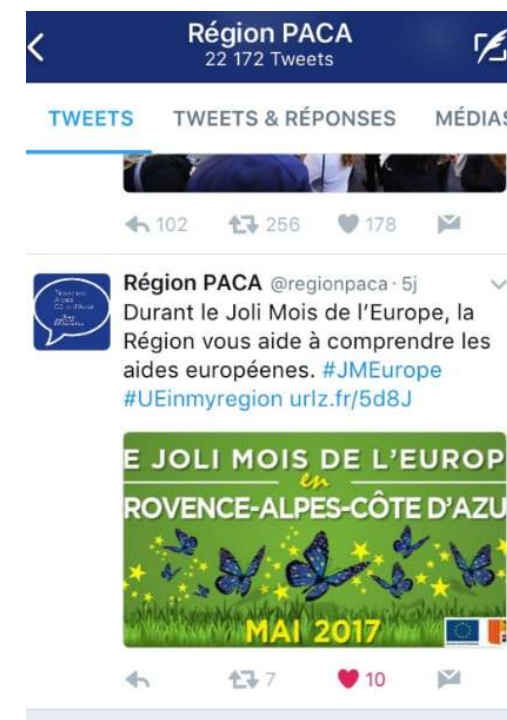 Région PACA
22 172 Tweets
TWEETS TWEETS & RÉPONSES MÉDIAS
102 256 178
Région PACA @regionpaca · 5j
Durant le Joli Mois de l'Europe, la
Région vous aide à comprendre les
aides européenes. #JMEurope
#UEinmyregion urlz.fr/5d8J
E JOLI MOIS DE L'EUROP
en
ROVENCE-ALPES-CÔTE D'AZU
MAI 2017
7 10